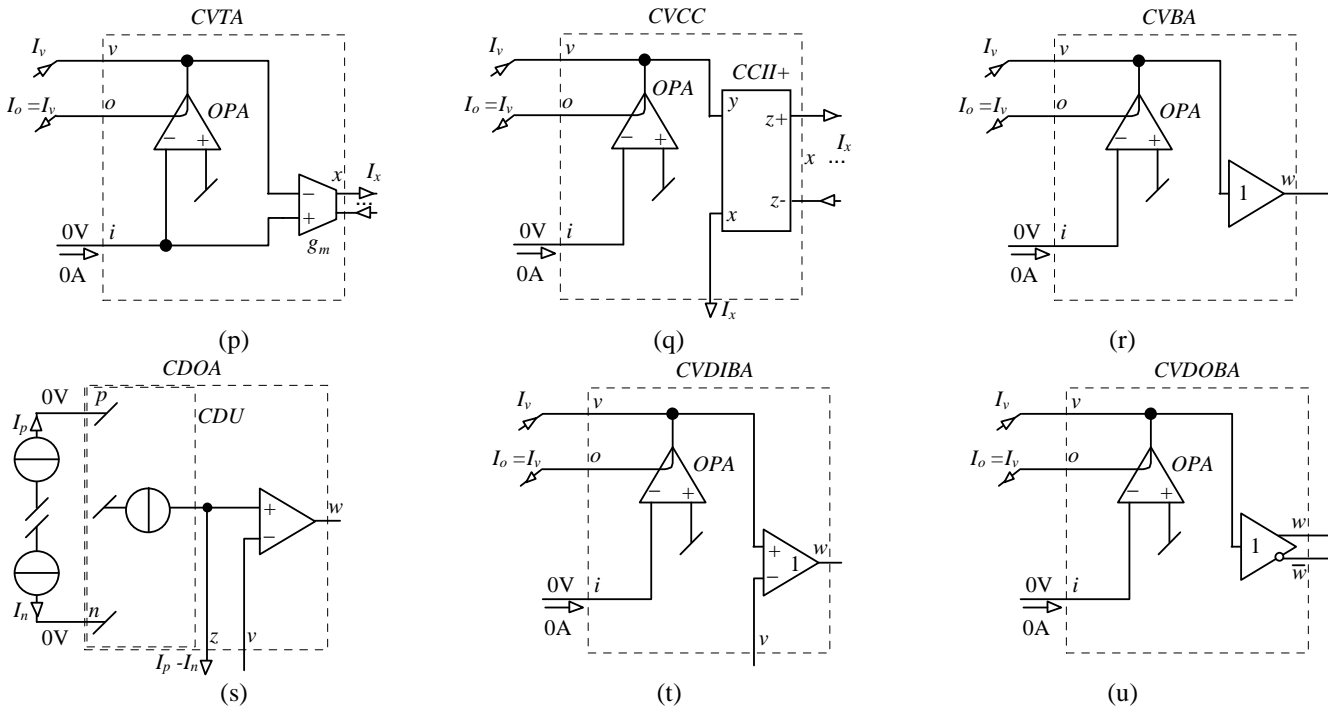 CVTA
I_v
v
I_o =I_v
o
OPA
− +
x
I_x
−
...
+
0V
i
g_m
0A
(p)
CVCC
I_v
v
CCII+
I_o =I_v
o
OPA
y
z+
− +
I_x
x ...
x
z-
0V
i
0A
I_x
(q)
CVBA
I_v
v
I_o =I_v
o
OPA
− +
1
w
0V
i
0A
(r)
CDOA
0V
p
CDU
I_p
+
w
−
I_n
n
0V
z
v
I_p -I_n
(s)
CVDIBA
I_v
v
I_o =I_v
o
OPA
− +
+
w
1
−
0V
i
0A
v
(t)
CVDOBA
I_v
v
I_o =I_v
o
OPA
− +
w
1
w̅
0V
i
0A
(u)